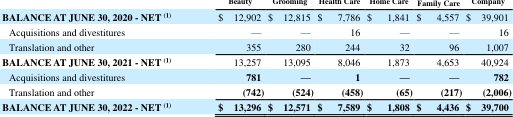 Beauty Grooming Health Care Home Care Family Care Company
BALANCE AT JUNE 30, 2020 - NET (1) $ 12,902 $ 12,815 $ 7,786 $ 1,841 $ 4,557 $ 39,901
Acquisitions and divestitures — — 16 — — 16
Translation and other 355 280 244 32 96 1,007
BALANCE AT JUNE 30, 2021 - NET (1) 13,257 13,095 8,046 1,873 4,653 40,924
Acquisitions and divestitures 781 — 1 — — 782
Translation and other (742) (524) (458) (65) (217) (2,006)
BALANCE AT JUNE 30, 2022 - NET (1) $ 13,296 $ 12,571 $ 7,589 $ 1,808 $ 4,436 $ 39,700